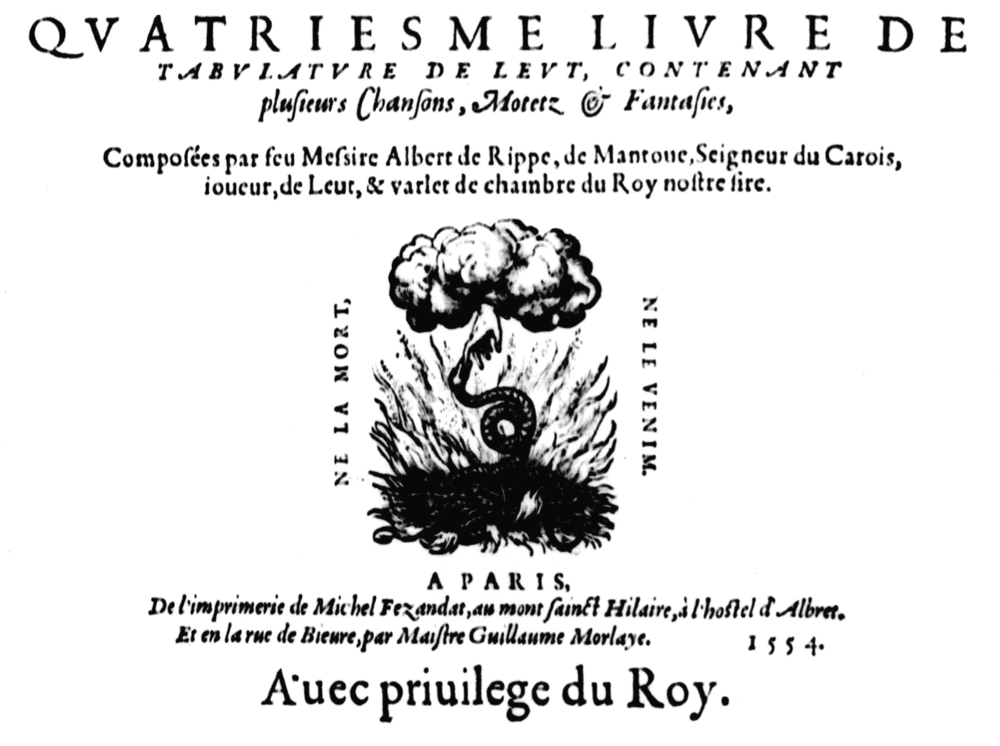 QVATRIESME LIVRE DE
TABVLATVRE DE LEVT, CONTENANT
pluſieurs Chanſons, Motetz & Fantaſies,
Compoſées par feu Meſsire Albert de Rippe, de Mantoue, Seigneur du Carois,
ioueur, de Leut, & varlet de chambre du Roy noſtre ſire.
NE LA MORT,
NE LE VENIM.
A PARIS,
De l'imprimerie de Michel Fezandat, au mont ſainct Hilaire, à l'hoſtel d'Albret.
Et en la rue de Bieure, par Maiſtre Guillaume Morlaye. 1554.
Auec priuilege du Roy.